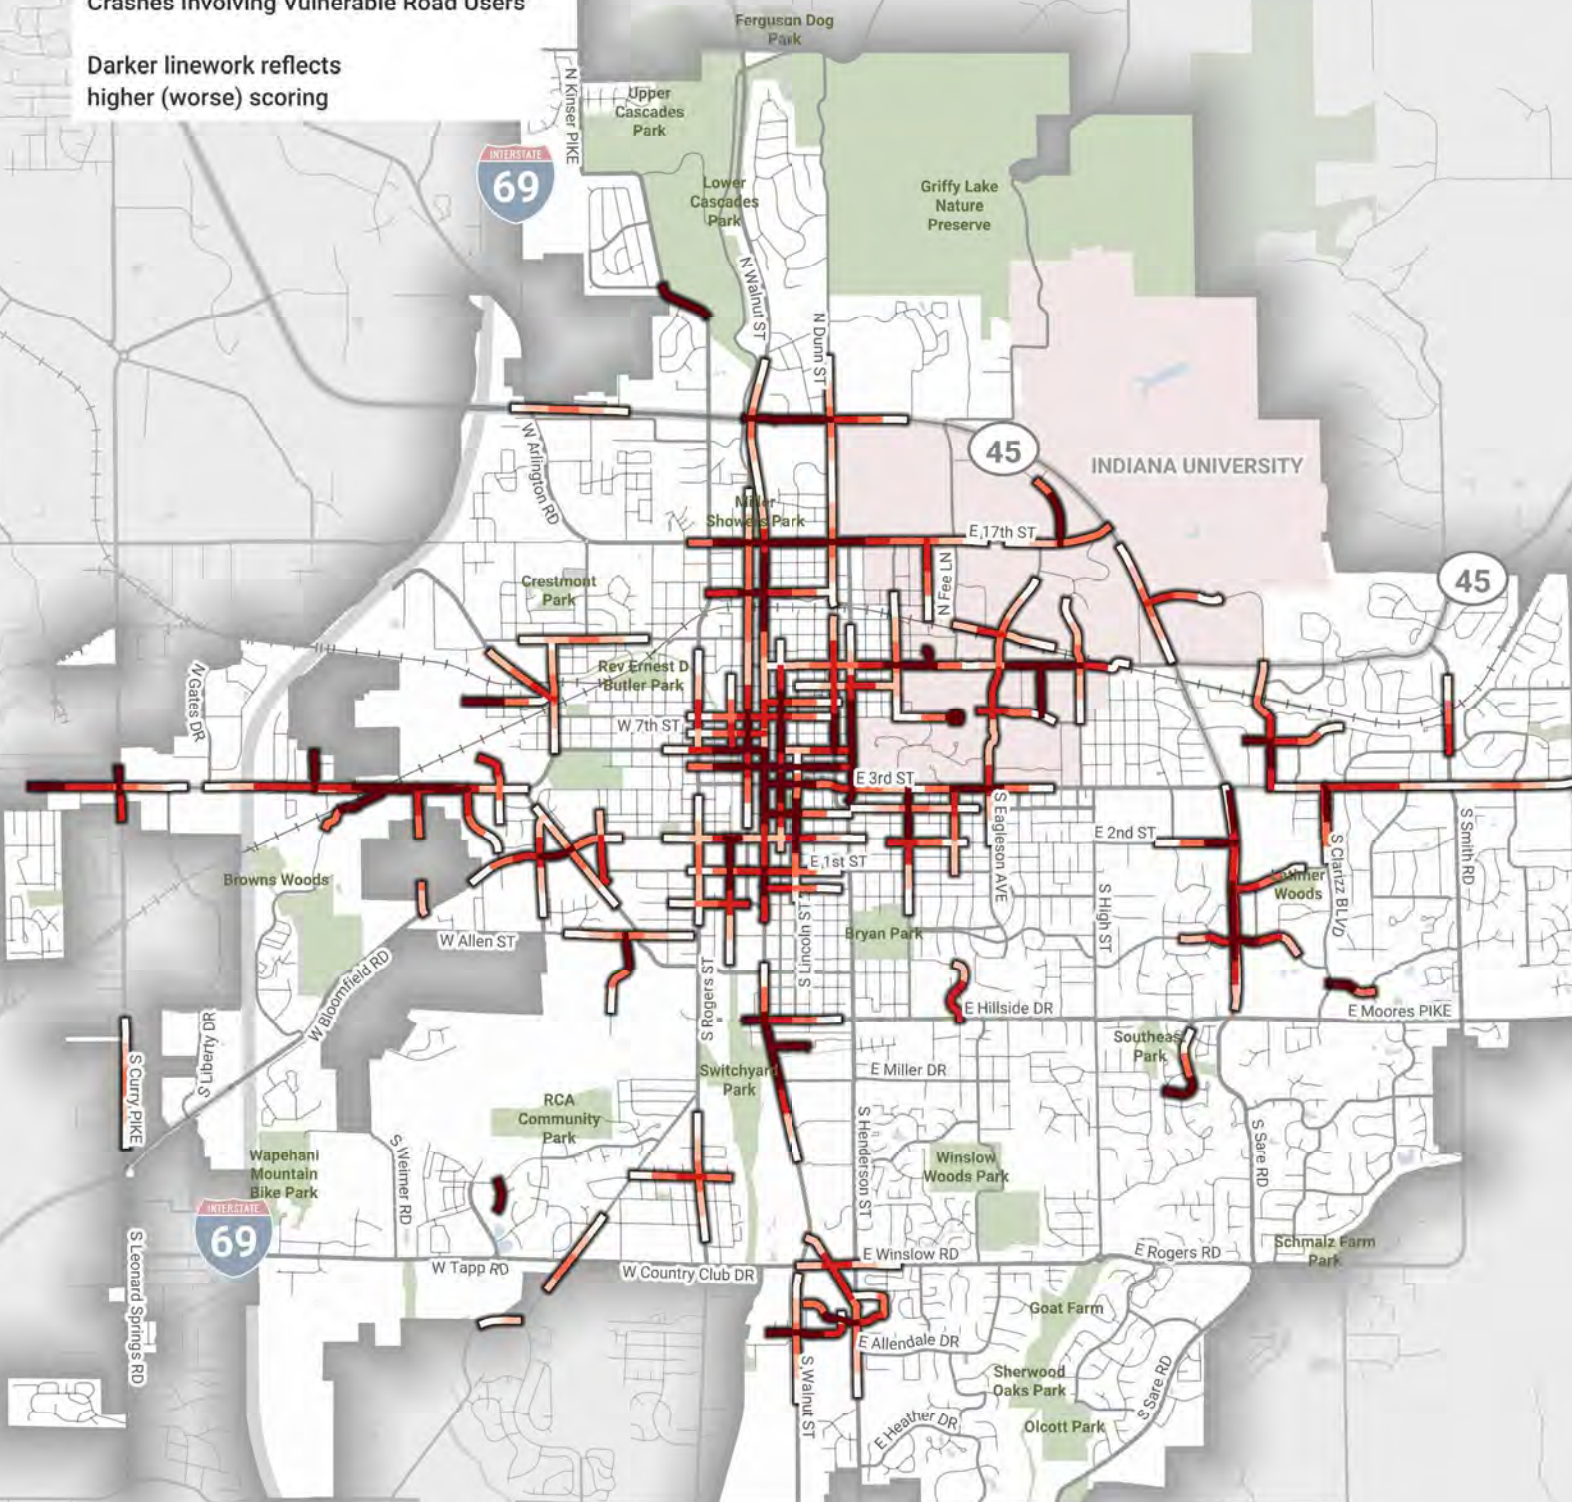 Crashes Involving Vulnerable Road Users
Darker linework reflects
higher (worse) scoring
Ferguson Dog
Park
N Kinser PIKE
Upper
Cascades
Park
INTERSTATE
69
Lower
Cascades
Park
Griffy Lake
Nature
Preserve
N Walnut ST
N Dunn ST
W Arlington RD
45
INDIANA UNIVERSITY
Miller
Showers Park
E 17th ST
N Fee LN
45
Crestmont
Park
Rev Ernest D
Butler Park
N Gates DR
W 7th ST
E 3rd ST
S Eagleson AVE
E 2nd ST
S Clarizz BLVD
S Smith RD
E 1st ST
Browns Woods
Latimer
Woods
S High ST
W Allen ST
Bryan Park
S Lincoln ST
W Bloomfield RD
S Rogers ST
E Hillside DR
E Moores PIKE
S Liberty DR
S Curry PIKE
Southeast
Park
Switchyard
Park
E Miller DR
RCA
Community
Park
S Henderson ST
S Sare RD
Wapehani
Mountain
Bike Park
S Weimer RD
Winslow
Woods Park
INTERSTATE
69
S Leonard Springs RD
W Tapp RD
W Country Club DR
E Winslow RD
E Rogers RD
Schmalz Farm
Park
Goat Farm
E Allendale DR
S Walnut ST
Sherwood
Oaks Park
S Sare RD
E Heather DR
Olcott Park